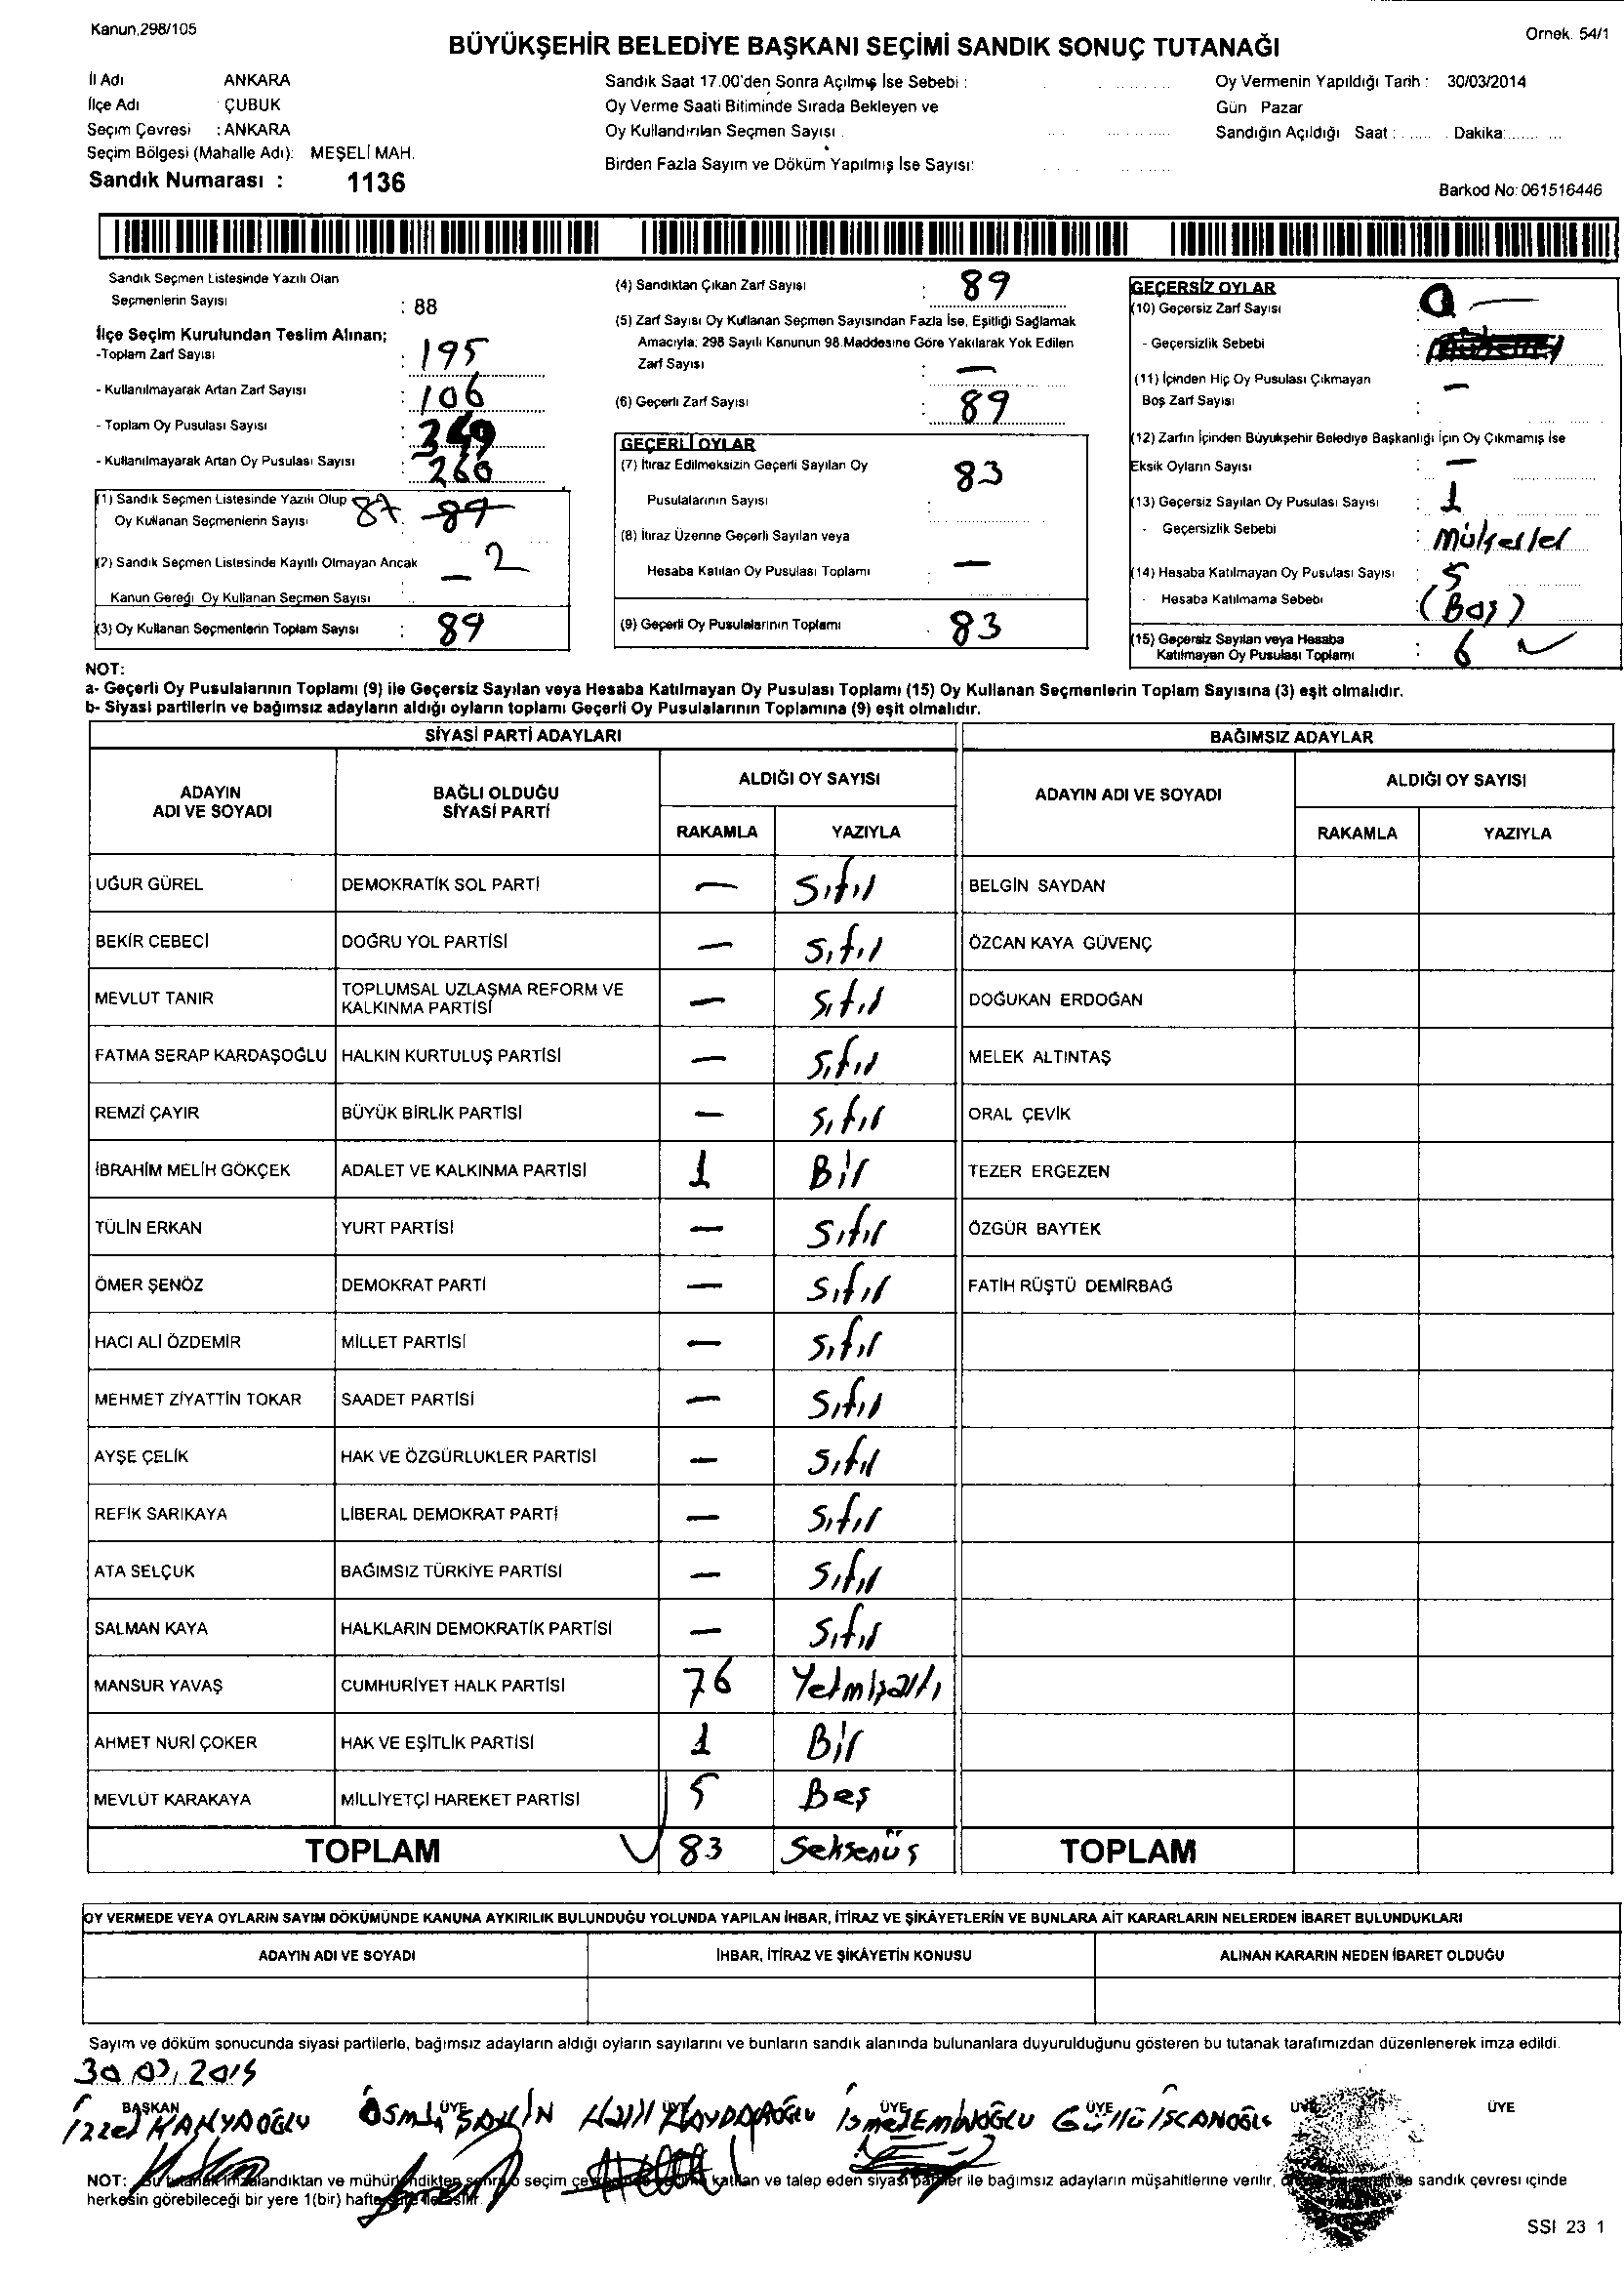 Kanun,298/105
Örnek. 54/1
BÜYÜKŞEHİR BELEDİYE BAŞKANI SEÇİMİ SANDIK SONUÇ TUTANAĞI
İl Adı ANKARA
İlçe Adı ÇUBUK
Seçim Çevresi : ANKARA
Seçim Bölgesi (Mahalle Adı): MEŞELİ MAH.
Sandık Numarası : 1136
Sandık Saat 17.00'den Sonra Açılmış İse Sebebi :
Oy Verme Saati Bitiminde Sırada Bekleyen ve
Oy Kullandırılan Seçmen Sayısı
Birden Fazla Sayım ve Döküm Yapılmış İse Sayısı:
Oy Vermenin Yapıldığı Tarih : 30/03/2014
Gün Pazar
Sandığın Açıldığı Saat : Dakika:
Barkod No: 061516446
Sandık Seçmen Listesinde Yazılı Olan
Seçmenlerin Sayısı : 88
İlçe Seçim Kurulundan Teslim Alınan;
-Toplam Zarf Sayısı : 195
- Kullanılmayarak Artan Zarf Sayısı : 106
- Toplam Oy Pusulası Sayısı : 349
- Kullanılmayarak Artan Oy Pusulası Sayısı : 260
(1) Sandık Seçmen Listesinde Yazılı Olup
Oy Kullanan Seçmenlerin Sayısı 87 89
(2) Sandık Seçmen Listesinde Kayıtlı Olmayan Ancak
Kanun Gereği Oy Kullanan Seçmen Sayısı — 2
(3) Oy Kullanan Seçmenlerin Toplam Sayısı : 89
(4) Sandıktan Çıkan Zarf Sayısı : 89
(5) Zarf Sayısı Oy Kullanan Seçmen Sayısından Fazla İse, Eşitliği Sağlamak
Amacıyla; 298 Sayılı Kanunun 98.Maddesine Göre Yakılarak Yok Edilen
Zarf Sayısı : —
(6) Geçerli Zarf Sayısı : 89
GEÇERLİ OYLAR
(7) İtiraz Edilmeksizin Geçerli Sayılan Oy
Pusulalarının Sayısı : 83
(8) İtiraz Üzerine Geçerli Sayılan veya
Hesaba Katılan Oy Pusulası Toplamı : —
(9) Geçerli Oy Pusulalarının Toplamı : 83
GEÇERSİZ OYLAR
(10) Geçersiz Zarf Sayısı : 0 —
- Geçersizlik Sebebi :
(11) İçinden Hiç Oy Pusulası Çıkmayan
Boş Zarf Sayısı : —
(12) Zarfın İçinden Büyükşehir Belediye Başkanlığı İçin Oy Çıkmamış İse
Eksik Oyların Sayısı : —
(13) Geçersiz Sayılan Oy Pusulası Sayısı : 1
- Geçersizlik Sebebi :
(14) Hesaba Katılmayan Oy Pusulası Sayısı : 5
- Hesaba Katılmama Sebebi : (Boş)
(15) Geçersiz Sayılan veya Hesaba
Katılmayan Oy Pusulası Toplamı : 6
NOT:
a- Geçerli Oy Pusulalarının Toplamı (9) ile Geçersiz Sayılan veya Hesaba Katılmayan Oy Pusulası Toplamı (15) Oy Kullanan Seçmenlerin Toplam Sayısına (3) eşit olmalıdır.
b- Siyasi partilerin ve bağımsız adayların aldığı oyların toplamı Geçerli Oy Pusulalarının Toplamına (9) eşit olmalıdır.
SİYASİ PARTİ ADAYLARI
BAĞIMSIZ ADAYLAR
ADAYIN
ADI VE SOYADI
BAĞLI OLDUĞU
SİYASİ PARTİ
ALDIĞI OY SAYISI
RAKAMLA YAZIYLA
ADAYIN ADI VE SOYADI
ALDIĞI OY SAYISI
RAKAMLA YAZIYLA
UĞUR GÜREL DEMOKRATİK SOL PARTİ — Sıfır BELGİN SAYDAN
BEKİR CEBECİ DOĞRU YOL PARTİSİ — Sıfır ÖZCAN KAYA GÜVENÇ
MEVLUT TANIR TOPLUMSAL UZLAŞMA REFORM VE
KALKINMA PARTİSİ — Sıfır DOĞUKAN ERDOĞAN
FATMA SERAP KARDAŞOĞLU HALKIN KURTULUŞ PARTİSİ — Sıfır MELEK ALTINTAŞ
REMZİ ÇAYIR BÜYÜK BİRLİK PARTİSİ — Sıfır ORAL ÇEVİK
İBRAHİM MELİH GÖKÇEK ADALET VE KALKINMA PARTİSİ 1 Bir TEZER ERGEZEN
TÜLİN ERKAN YURT PARTİSİ — Sıfır ÖZGÜR BAYTEK
ÖMER ŞENÖZ DEMOKRAT PARTİ — Sıfır FATİH RÜŞTÜ DEMİRBAĞ
HACI ALİ ÖZDEMİR MİLLET PARTİSİ — Sıfır
MEHMET ZİYATTİN TOKAR SAADET PARTİSİ — Sıfır
AYŞE ÇELİK HAK VE ÖZGÜRLUKLER PARTİSİ — Sıfır
REFİK SARIKAYA LİBERAL DEMOKRAT PARTİ — Sıfır
ATA SELÇUK BAĞIMSIZ TÜRKİYE PARTİSİ — Sıfır
SALMAN KAYA HALKLARIN DEMOKRATİK PARTİSİ — Sıfır
MANSUR YAVAŞ CUMHURİYET HALK PARTİSİ 76 Yetmişaltı
AHMET NURİ ÇOKER HAK VE EŞİTLİK PARTİSİ 1 Bir
MEVLÜT KARAKAYA MİLLİYETÇİ HAREKET PARTİSİ 5 Beş
TOPLAM 83 Seksenüç TOPLAM
OY VERMEDE VEYA OYLARIN SAYIM DÖKÜMÜNDE KANUNA AYKIRILIK BULUNDUĞU YOLUNDA YAPILAN İHBAR, İTİRAZ VE ŞİKÂYETLERİN VE BUNLARA AİT KARARLARIN NELERDEN İBARET BULUNDUKLARI
ADAYIN ADI VE SOYADI İHBAR, İTİRAZ VE ŞİKÂYETİN KONUSU ALINAN KARARIN NEDEN İBARET OLDUĞU
Sayım ve döküm sonucunda siyasi partilerle, bağımsız adayların aldığı oyların sayılarını ve bunların sandık alanında bulunanlara duyurulduğunu gösteren bu tutanak tarafımızdan düzenlenerek imza edildi.
BAŞKAN ÜYE ÜYE ÜYE ÜYE ÜYE ÜYE
İzzet Osman ŞAHİN Halil İsmet EMİNOĞLU Güllü İSCANOĞLU
NOT: Bu tutanak imzalandıktan ve mühürlendikten sonra o seçim katılan ve talep eden siyasi partiler ile bağımsız adayların müşahitlerine verilir, sandık çevresi içinde
herkesin görebileceği bir yere 1(bir) hafta
SSI 23 1